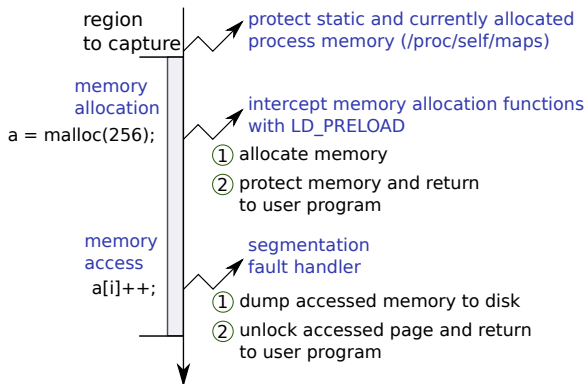 region
to capture
protect static and currently allocated
process memory (/proc/self/maps)
memory
allocation
a = malloc(256);
intercept memory allocation functions
with LD_PRELOAD
1 allocate memory
2 protect memory and return
to user program
memory
access
a[i]++;
segmentation
fault handler
1 dump accessed memory to disk
2 unlock accessed page and return
to user program